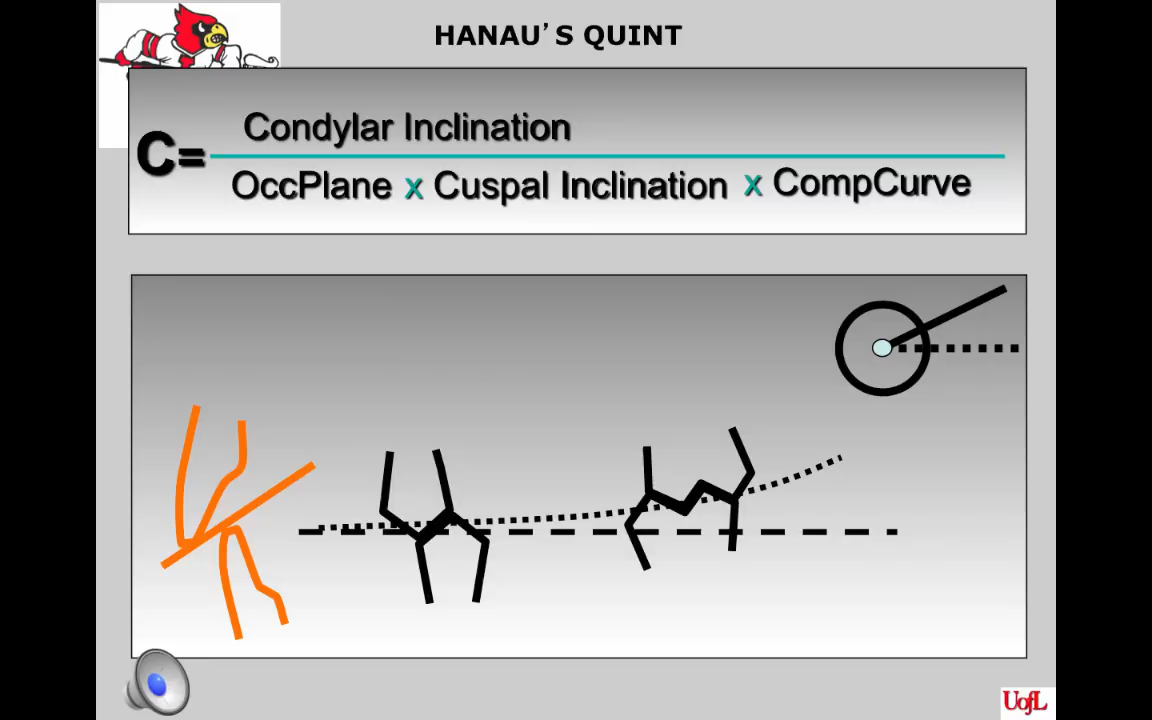 HANAU'S QUINT
Condylar Inclination
C=
OccPlane x Cuspal Inclination x CompCurve
UofL